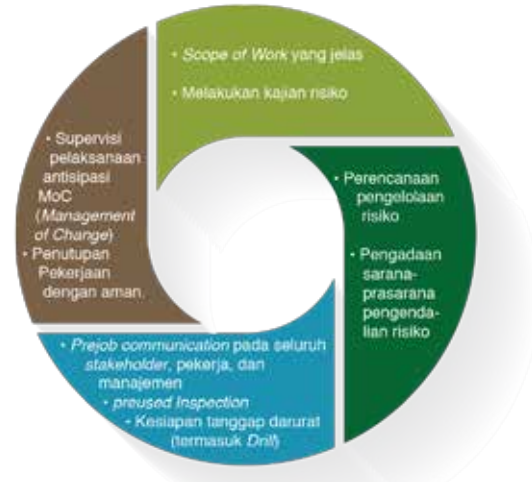 • Scope of Work yang jelas
• Melakukan kajian risiko
• Perencanaan
pengelolaan
risiko
• Pengadaan
sarana-
prasarana
pengenda-
lian risiko
• Prejob communication pada seluruh
stakeholder, pekerja, dan
manajemen
• preused Inspection
• Kesiapan tanggap darurat
(termasuk Drill)
• Supervisi
pelaksanaan
antisipasi
MoC
(Management
of Change)
• Penutupan
Pekerjaan
dengan aman.